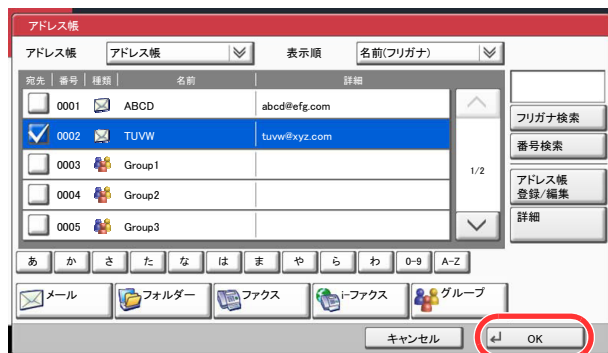 アドレス帳
アドレス帳 アドレス帳 表示順 名前(フリガナ)
宛先 番号 種類 名前 詳細
0001 ABCD abcd@efg.com
0002 TUVW tuvw@xyz.com
0003 Group1
0004 Group2
0005 Group3
1/2
フリガナ検索
番号検索
アドレス帳
登録/編集
詳細
あ か さ た な は ま や ら わ 0-9 A-Z
メール フォルダー ファクス i-ファクス グループ
キャンセル OK